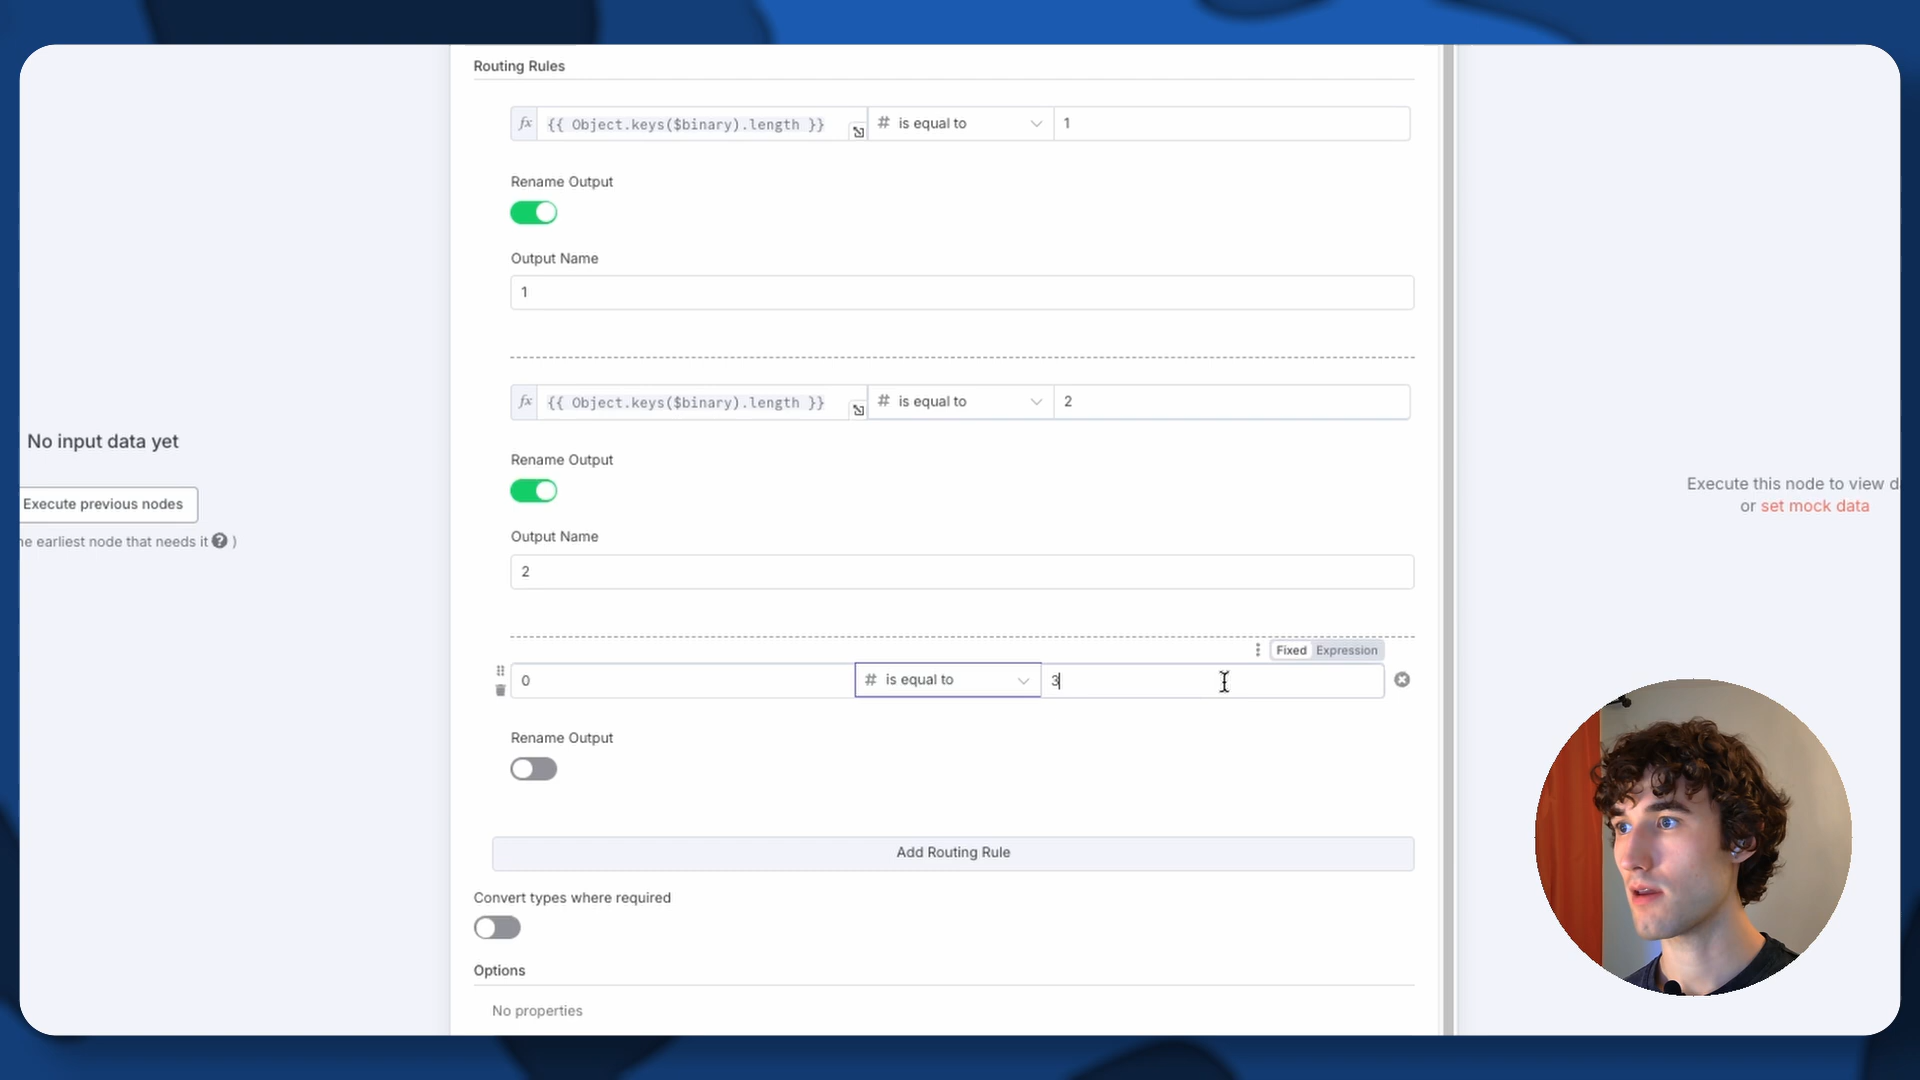 Routing Rules
fx {{ Object.keys($binary).length }} # is equal to 1
Rename Output
Output Name
1
fx {{ Object.keys($binary).length }} # is equal to 2
Rename Output
Output Name
2
Fixed Expression
0 # is equal to 3
Rename Output
Add Routing Rule
Convert types where required
Options
No properties
No input data yet
Execute previous nodes
ne earliest node that needs it ? )
Execute this node to view d
or set mock data